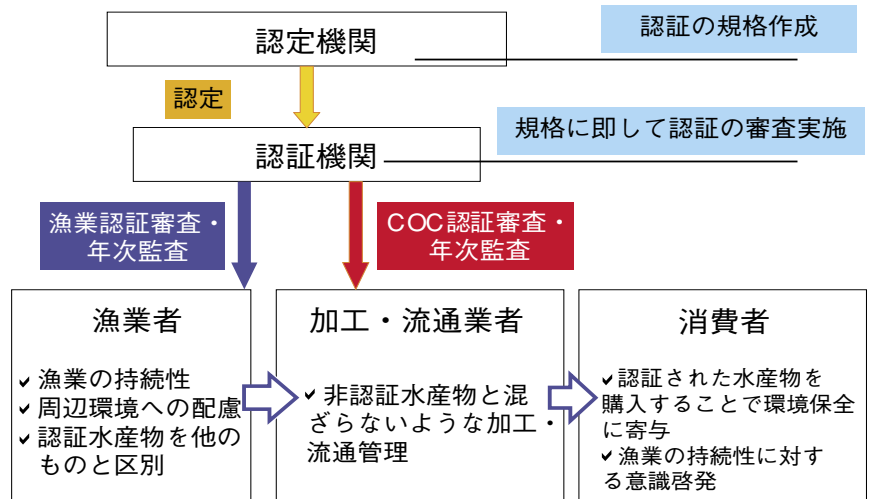 認定機関
認証の規格作成
認定
認証機関
規格に即して認証の審査実施
漁業認証審査・
年次監査
COC認証審査・
年次監査
漁業者
✓漁業の持続性
✓周辺環境への配慮
✓認証水産物を他の
ものと区別
加工・流通業者
✓非認証水産物と混
ざらないような加工・
流通管理
消費者
✓認証された水産物を
購入することで環境保全
に寄与
✓漁業の持続性に対す
る意識啓発